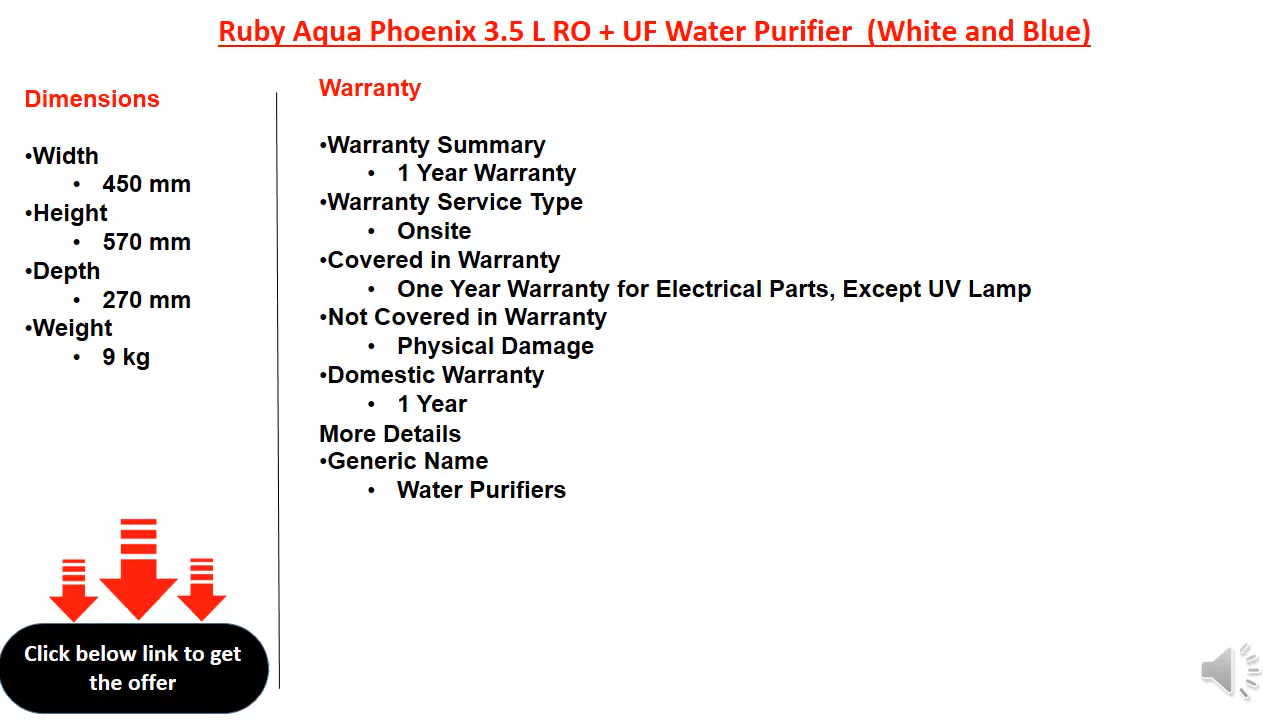 Ruby Aqua Phoenix 3.5 L RO + UF Water Purifier  (White and Blue)
Dimensions
•Width
• 450 mm
•Height
• 570 mm
•Depth
• 270 mm
•Weight
• 9 kg
Click below link to get
the offer
Warranty
•Warranty Summary
• 1 Year Warranty
•Warranty Service Type
• Onsite
•Covered in Warranty
• One Year Warranty for Electrical Parts, Except UV Lamp
•Not Covered in Warranty
• Physical Damage
•Domestic Warranty
• 1 Year
More Details
•Generic Name
• Water Purifiers